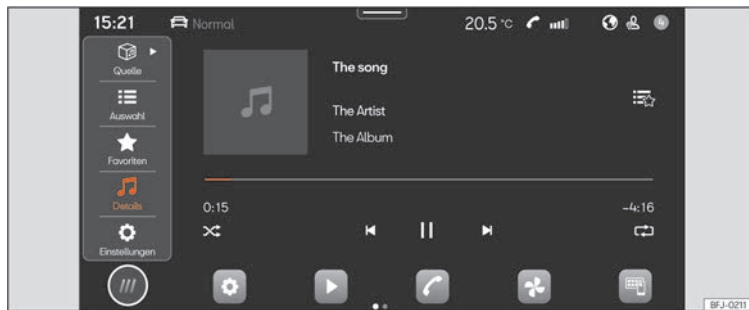 15:21 Normal 20.5 °C 4
Quelle
Auswahl
Favoriten
Details
Einstellungen
The song
The Artist
The Album
0:15 -4:16
BFJ-0211